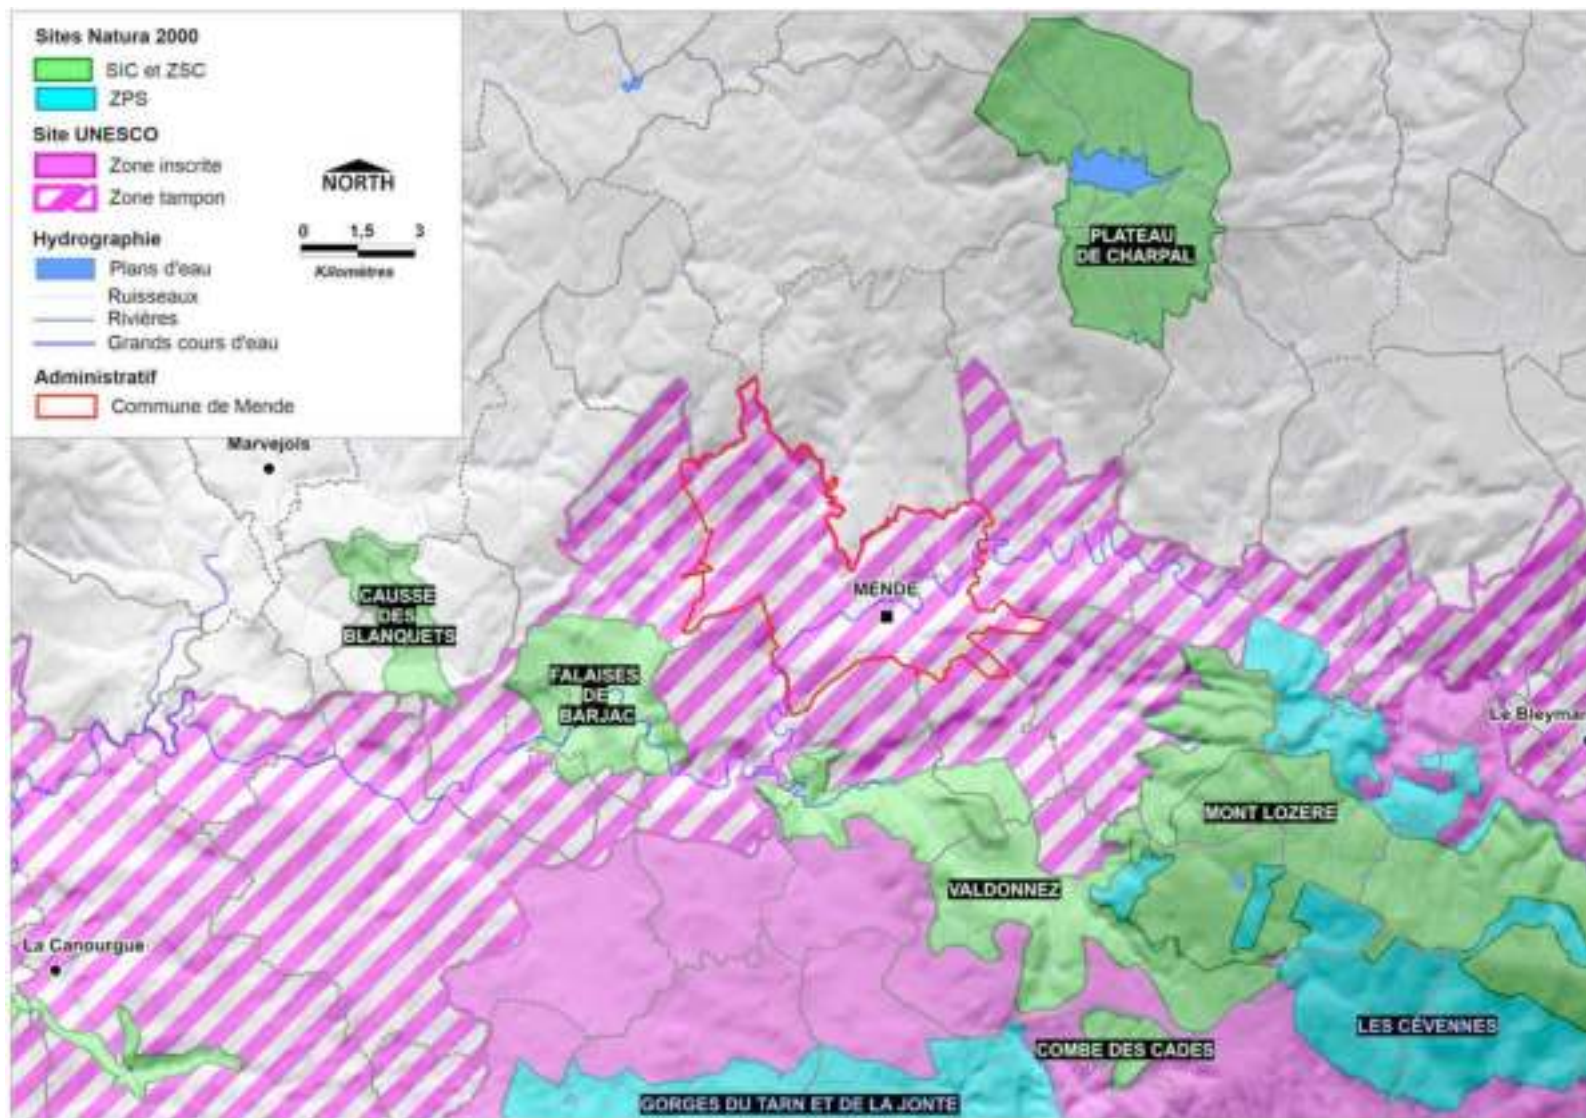 Sites Natura 2000
SIC et ZSC
ZPS
Site UNESCO
Zone inscrite
Zone tampon
NORTH
0 1,5 3
Kilomètres
Hydrographie
Plans d'eau
Ruisseaux
Rivières
Grands cours d'eau
Administratif
Commune de Mende
PLATEAU
DE CHARPAL
Marvejols
CAUSSE
DES
BLANQUETS
MENDE
FALAISES
DE
BARJAC
Le Bleymar
MONT LOZERE
VALDONNEZ
La Canourgue
LES CÉVENNES
COMBE DES CADES
GORGES DU TARN ET DE LA JONTE